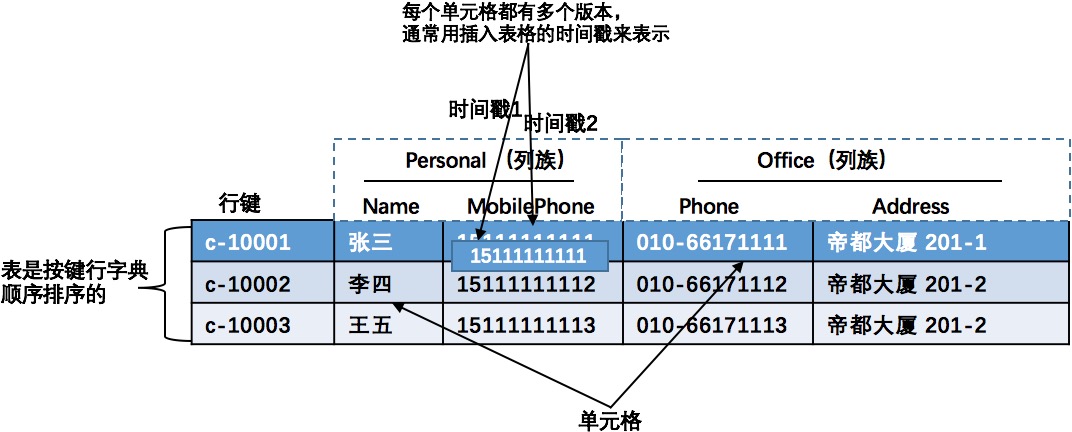 每个单元格都有多个版本,
通常用插入表格的时间戳来表示
时间戳1
时间戳2
Personal (列族)
Office (列族)
行键
Name
MobilePhone
Phone
Address
c-10001
张三
15111111111
15111111111
010-66171111
帝都大厦 201-1
表是按键行字典
顺序排序的
c-10002
李四
15111111112
010-66171112
帝都大厦 201-2
c-10003
王五
15111111113
010-66171113
帝都大厦 201-2
单元格